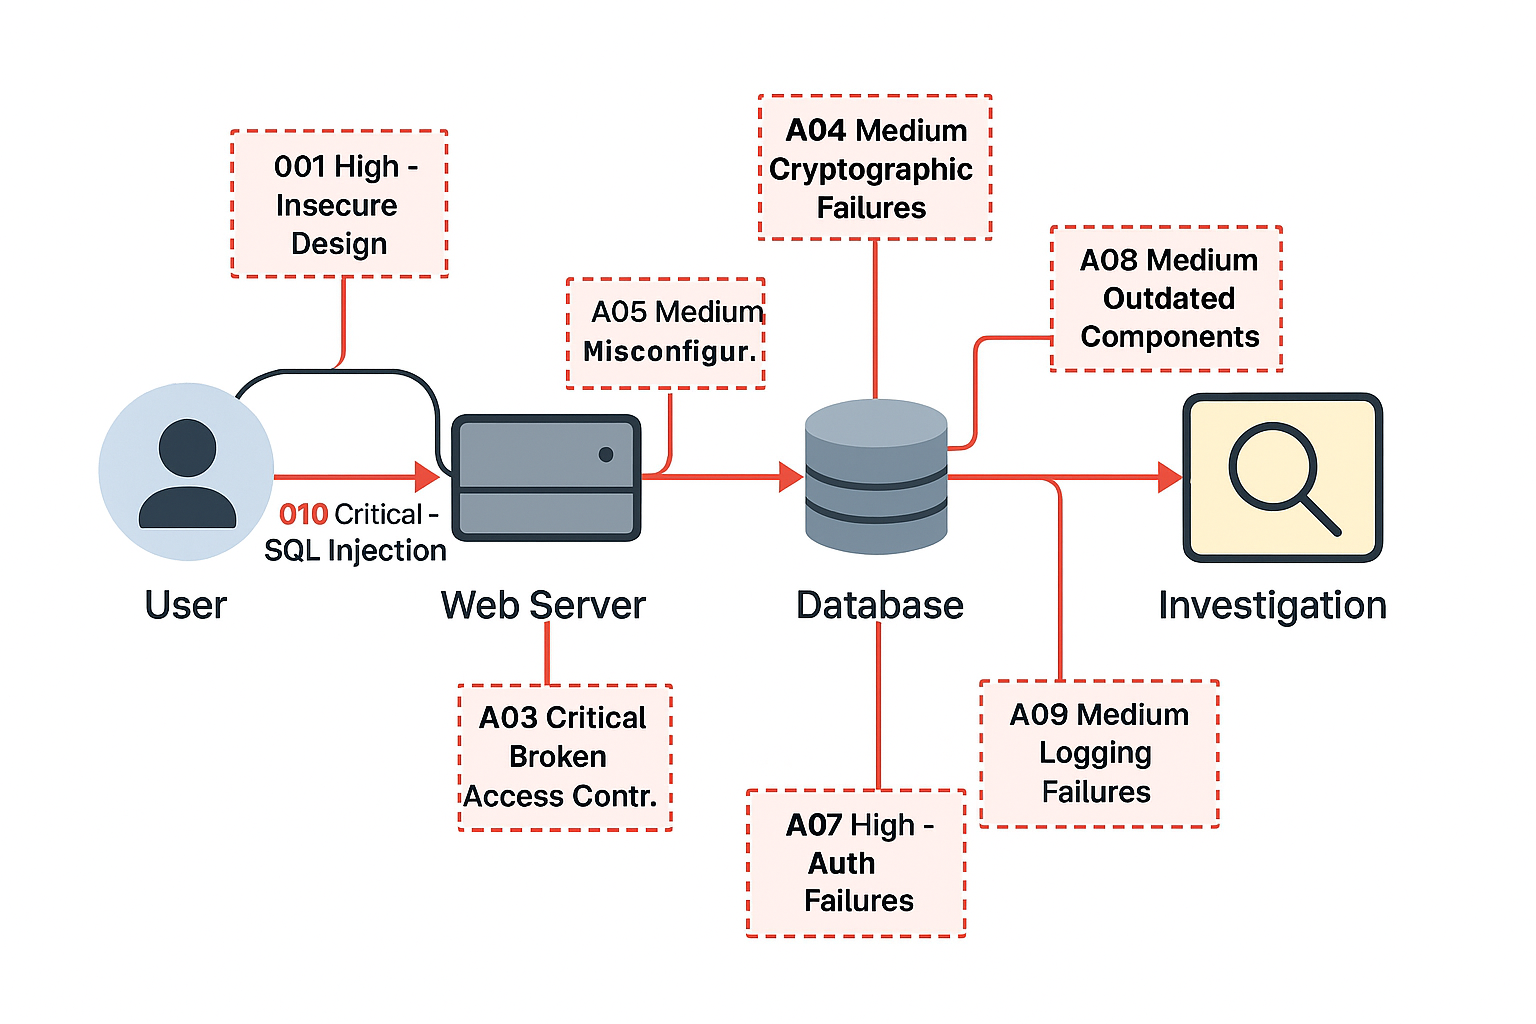 001 High -
Insecure
Design
A04 Medium
Cryptographic
Failures
A05 Medium
Misconfigur.
A08 Medium
Outdated
Components
010 Critical -
SQL Injection
User
Web Server
Database
Investigation
A03 Critical
Broken
Access Contr.
A07 High -
Auth
Failures
A09 Medium
Logging
Failures